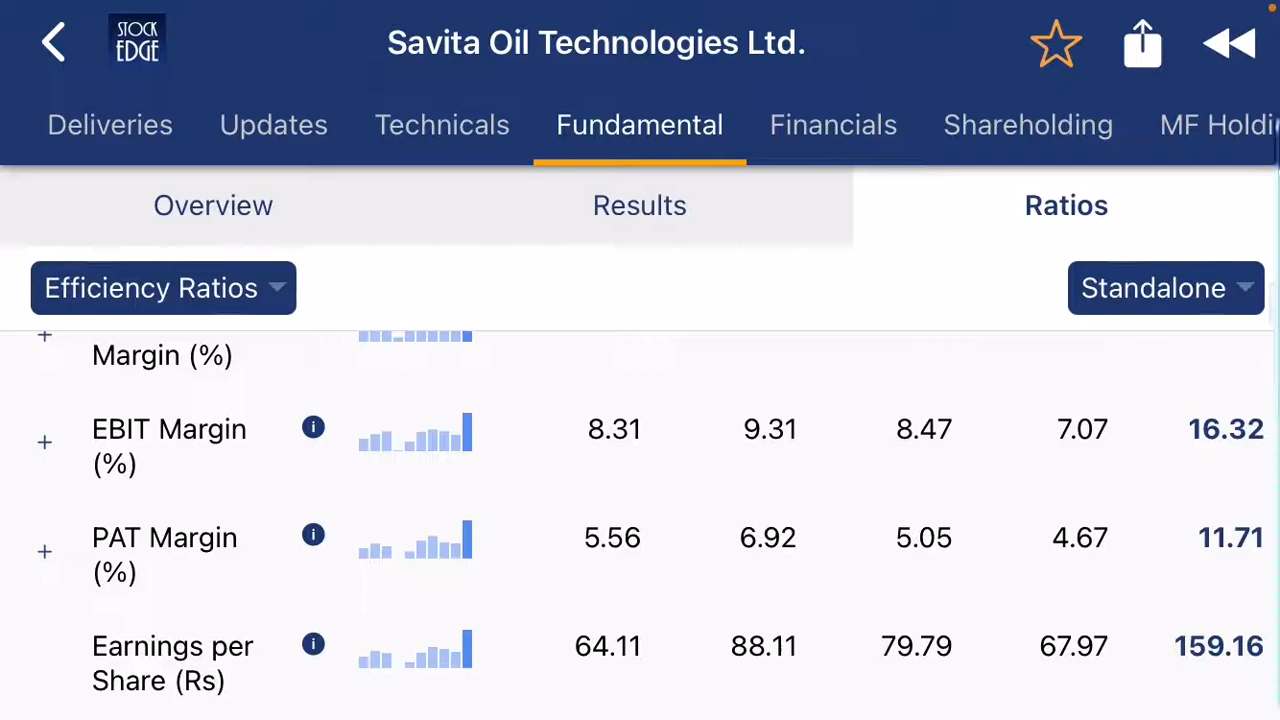 STOCK
EDGE
Savita Oil Technologies Ltd.
Deliveries Updates Technicals Fundamental Financials Shareholding MF Holdi
Overview Results Ratios
Efficiency Ratios Standalone
+ Margin (%)
+ EBIT Margin (%) i 8.31 9.31 8.47 7.07 16.32
+ PAT Margin (%) i 5.56 6.92 5.05 4.67 11.71
Earnings per Share (Rs) i 64.11 88.11 79.79 67.97 159.16